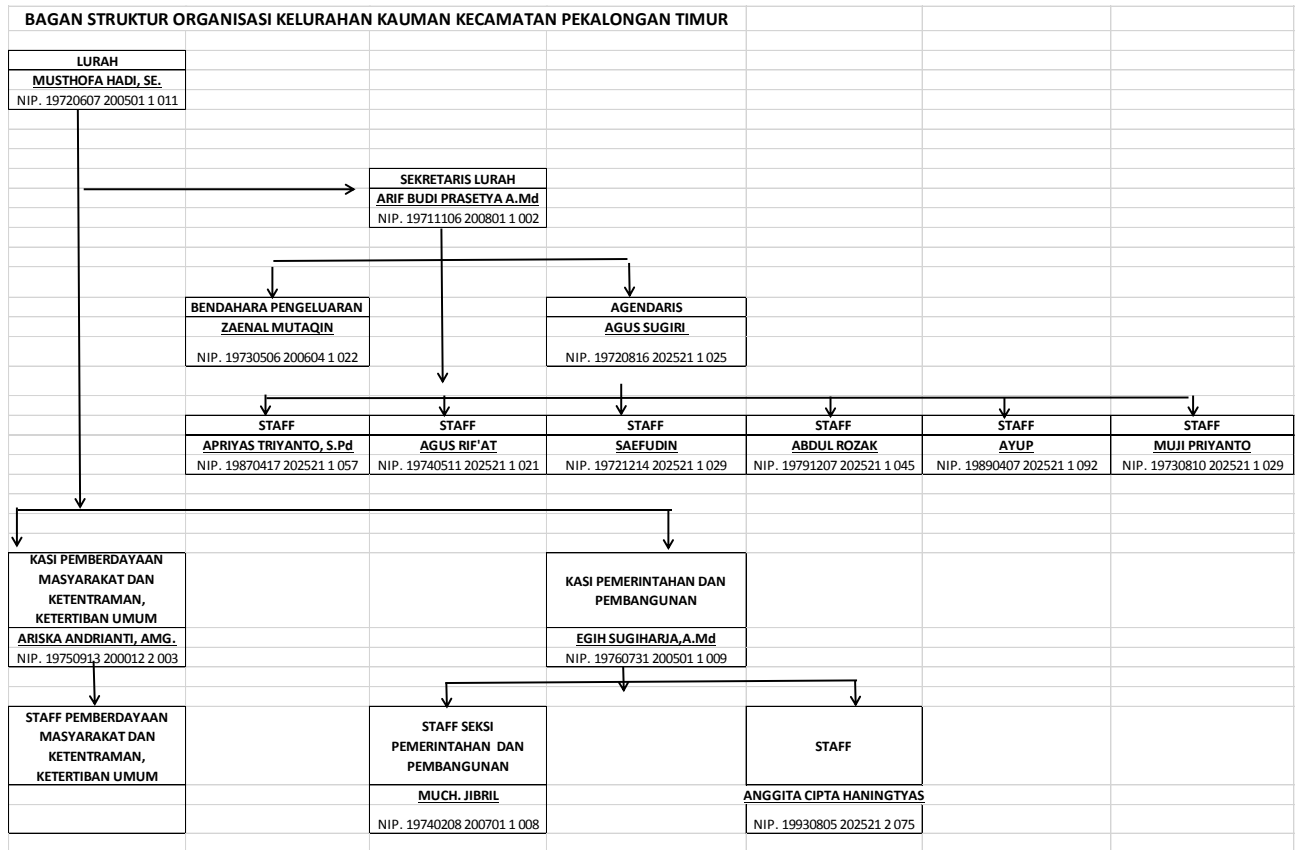 BAGAN STRUKTUR ORGANISASI KELURAHAN KAUMAN KECAMATAN PEKALONGAN TIMUR
LURAH
MUSTHOFA HADI, SE.
NIP. 19720607 200501 1 011
SEKRETARIS LURAH
ARIF BUDI PRASETYA A.Md
NIP. 19711106 200801 1 002
BENDAHARA PENGELUARAN
ZAENAL MUTAQIN
NIP. 19730506 200604 1 022
AGENDARIS
AGUS SUGIRI
NIP. 19720816 202521 1 025
STAFF
APRIYAS TRIYANTO, S.Pd
NIP. 19870417 202521 1 057
STAFF
AGUS RIF'AT
NIP. 19740511 202521 1 021
STAFF
SAEFUDIN
NIP. 19721214 202521 1 029
STAFF
ABDUL ROZAK
NIP. 19791207 202521 1 045
STAFF
AYUP
NIP. 19890407 202521 1 092
STAFF
MUJI PRIYANTO
NIP. 19730810 202521 1 029
KASI PEMBERDAYAAN
MASYARAKAT DAN
KETENTRAMAN,
KETERTIBAN UMUM
ARISKA ANDRIANTI, AMG.
NIP. 19750913 200012 2 003
KASI PEMERINTAHAN DAN
PEMBANGUNAN
EGIH SUGIHARJA,A.Md
NIP. 19760731 200501 1 009
STAFF PEMBERDAYAAN
MASYARAKAT DAN
KETENTRAMAN,
KETERTIBAN UMUM
STAFF SEKSI
PEMERINTAHAN DAN
PEMBANGUNAN
MUCH. JIBRIL
NIP. 19740208 200701 1 008
STAFF
ANGGITA CIPTA HANINGTYAS
NIP. 19930805 202521 2 075